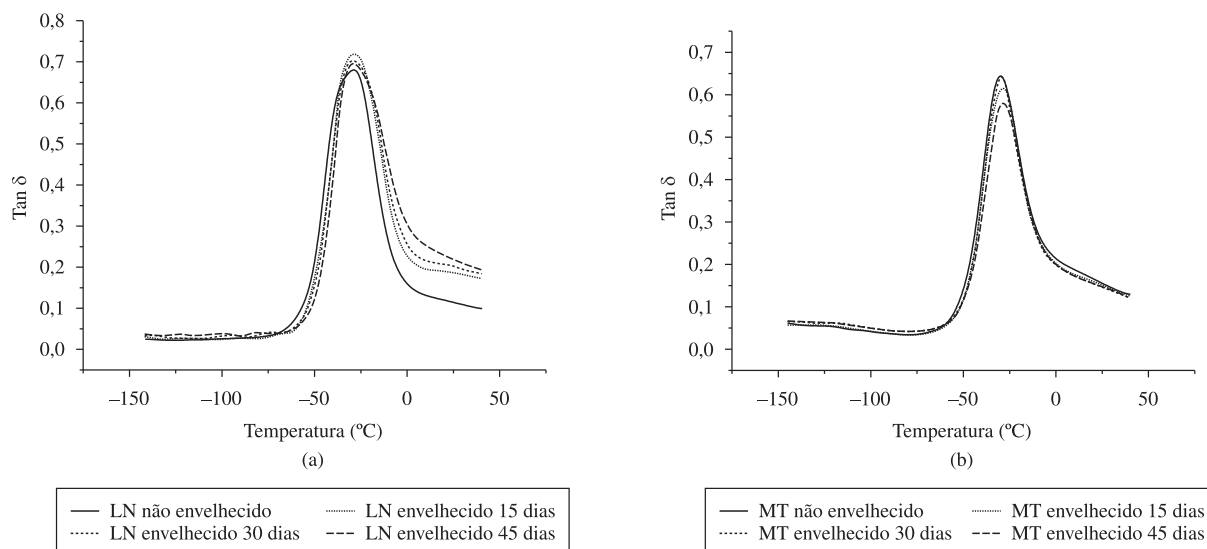 0,8
0,7
0,6
0,5
0,4
0,3
0,2
0,1
0,0
Tan δ
–150
–100
–50
0
50
Temperatura (ºC)
(a)
LN não envelhecido
LN envelhecido 15 dias
LN envelhecido 30 dias
LN envelhecido 45 dias
0,7
0,6
0,5
0,4
0,3
0,2
0,1
0,0
Tan δ
–150
–100
–50
0
50
Temperatura (ºC)
(b)
MT não envelhecido
MT envelhecido 15 dias
MT envelhecido 30 dias
MT envelhecido 45 dias